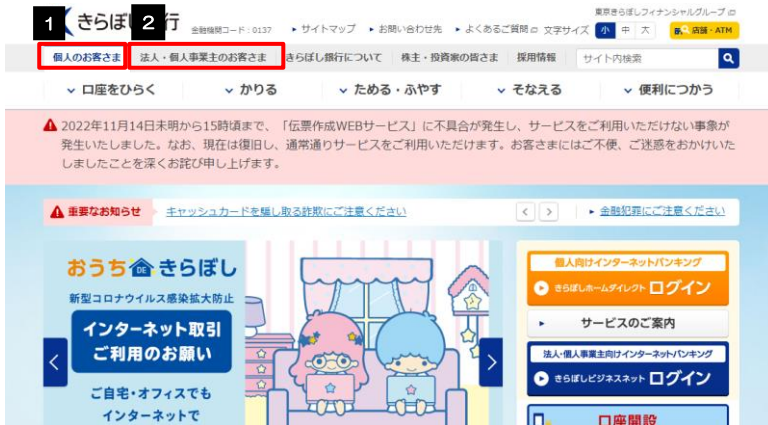 東京きらぼしフィナンシャルグループ
1
2
きらぼ
行
金融機関コード:0137
サイトマップ
お問い合わせ先
よくあるご質問
文字サイズ
小
中
大
店舗・ATM
個人のお客さま
法人・個人事業主のお客さま
きらぼし銀行について
株主・投資家の皆さま
採用情報
サイト内検索
口座をひらく
かりる
ためる・ふやす
そなえる
便利につかう
2022年11月14日未明から15時頃まで、「伝票作成WEBサービス」に不具合が発生し、サービスをご利用いただけない事象が
発生いたしました。なお、現在は復旧し、通常通りサービスをご利用いただけます。お客さまにはご不便、ご迷惑をおかけいた
しましたことを深くお詫び申し上げます。
重要なお知らせ
キャッシュカードを騙し取る詐欺にご注意ください
金融犯罪にご注意ください
おうち DE きらぼし
新型コロナウイルス感染拡大防止
インターネット取引
ご利用のお願い
ご自宅・オフィスでも
インターネットで
個人向けインターネットバンキング
きらぼしホームダイレクト ログイン
サービスのご案内
法人・個人事業主向けインターネットバンキング
きらぼしビジネスネット ログイン
口座開設